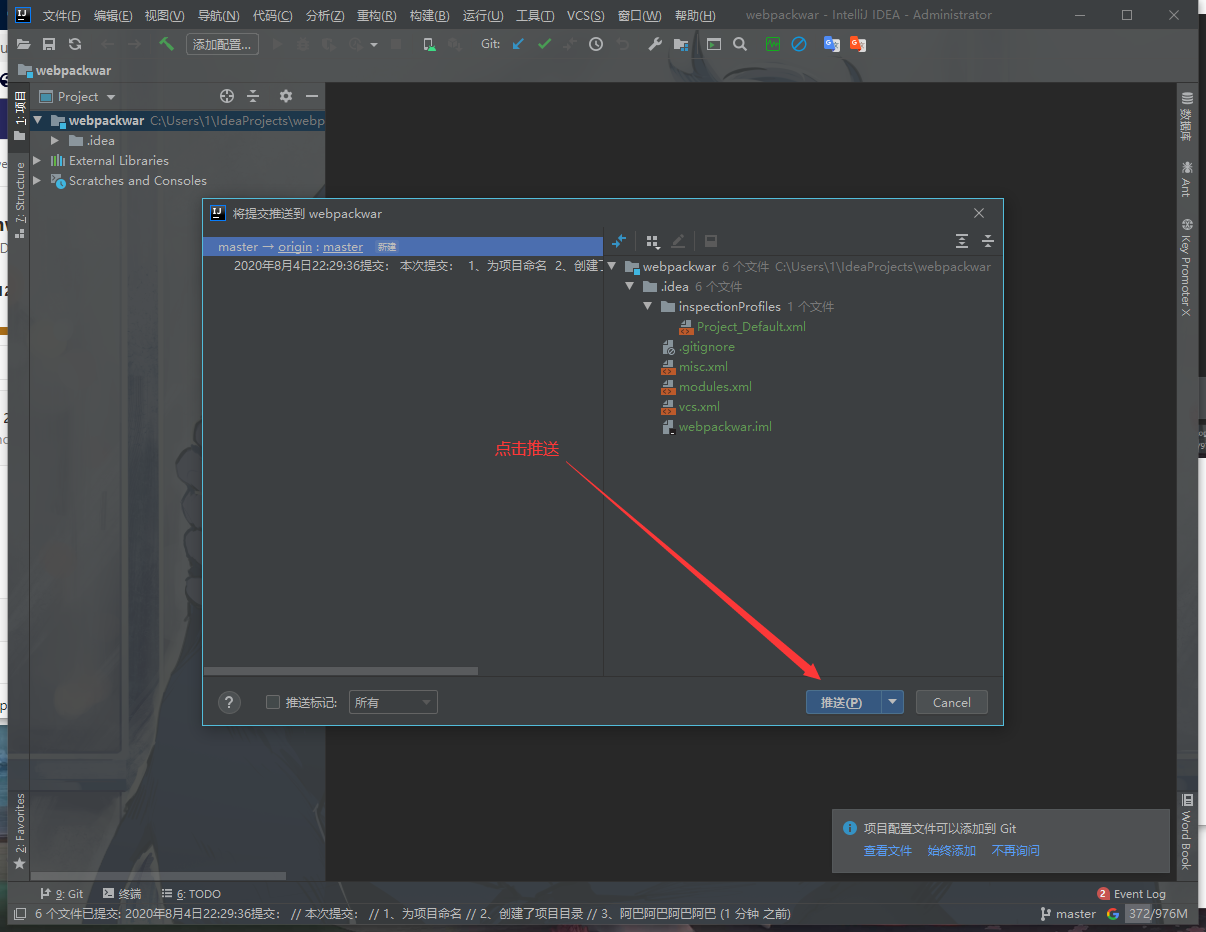 文件(F) 编辑(E) 视图(V) 导航(N) 代码(C) 分析(Z) 重构(R) 构建(B) 运行(U) 工具(T) VCS(S) 窗口(W) 帮助(H) webpackwar - IntelliJ IDEA - Administrator
添加配置... Git:
webpackwar
1: 项目
Project
webpackwar C:\Users\1\IdeaProjects\webp
.idea
External Libraries
Scratches and Consoles
7: Structure
2: Favorites
数据库
Ant
Key Promoter X
Word Book
将提交推送到 webpackwar
master → origin : master 新建
2020年8月4日22:29:36提交: 本次提交: 1、为项目命名 2、创建了
webpackwar 6 个文件 C:\Users\1\IdeaProjects\webpackwar
.idea 6 个文件
inspectionProfiles 1 个文件
Project_Default.xml
.gitignore
misc.xml
modules.xml
vcs.xml
webpackwar.iml
点击推送
? 推送标记: 所有 推送(P) Cancel
项目配置文件可以添加到 Git
查看文件 始终添加 不再询问
9: Git 终端 6: TODO 2 Event Log
6 个文件已提交: 2020年8月4日22:29:36提交: // 本次提交: // 1、为项目命名 // 2、创建了项目目录 // 3、阿巴阿巴阿巴阿巴 (1 分钟 之前) master 372/976M